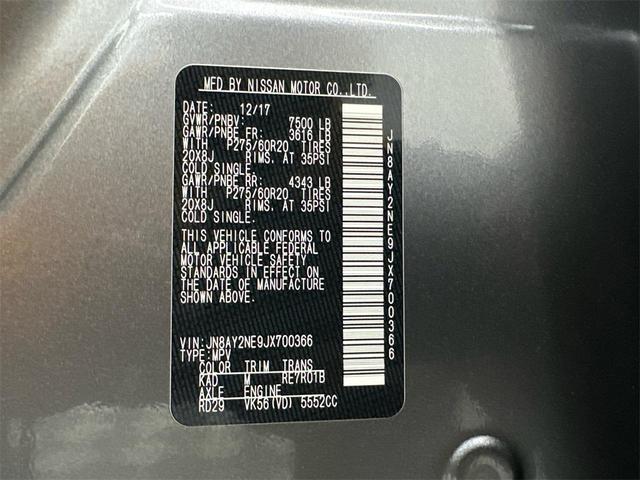 MFD BY NISSAN MOTOR CO.,LTD.
DATE: 12/17
GVWR/PNBV: 7500 LB
GAWR/PNBE FR: 3616 LB
WITH P275/60R20 TIRES
20X8J RIMS. AT 35PSI
COLD SINGLE.
GAWR/PNBE RR: 4343 LB
WITH P275/60R20 TIRES
20X8J RIMS. AT 35PSI
COLD SINGLE.
THIS VEHICLE CONFORMS TO
ALL APPLICABLE FEDERAL
MOTOR VEHICLE SAFETY
STANDARDS IN EFFECT ON
THE DATE OF MANUFACTURE
SHOWN ABOVE.
VIN:JN8AY2NE9JX700366
TYPE:MPV
COLOR TRIM TRANS
KAD M RE7R01B
AXLE ENGINE
RD29 VK56(VD) 5552CC
JN8AY2NE9JX700366